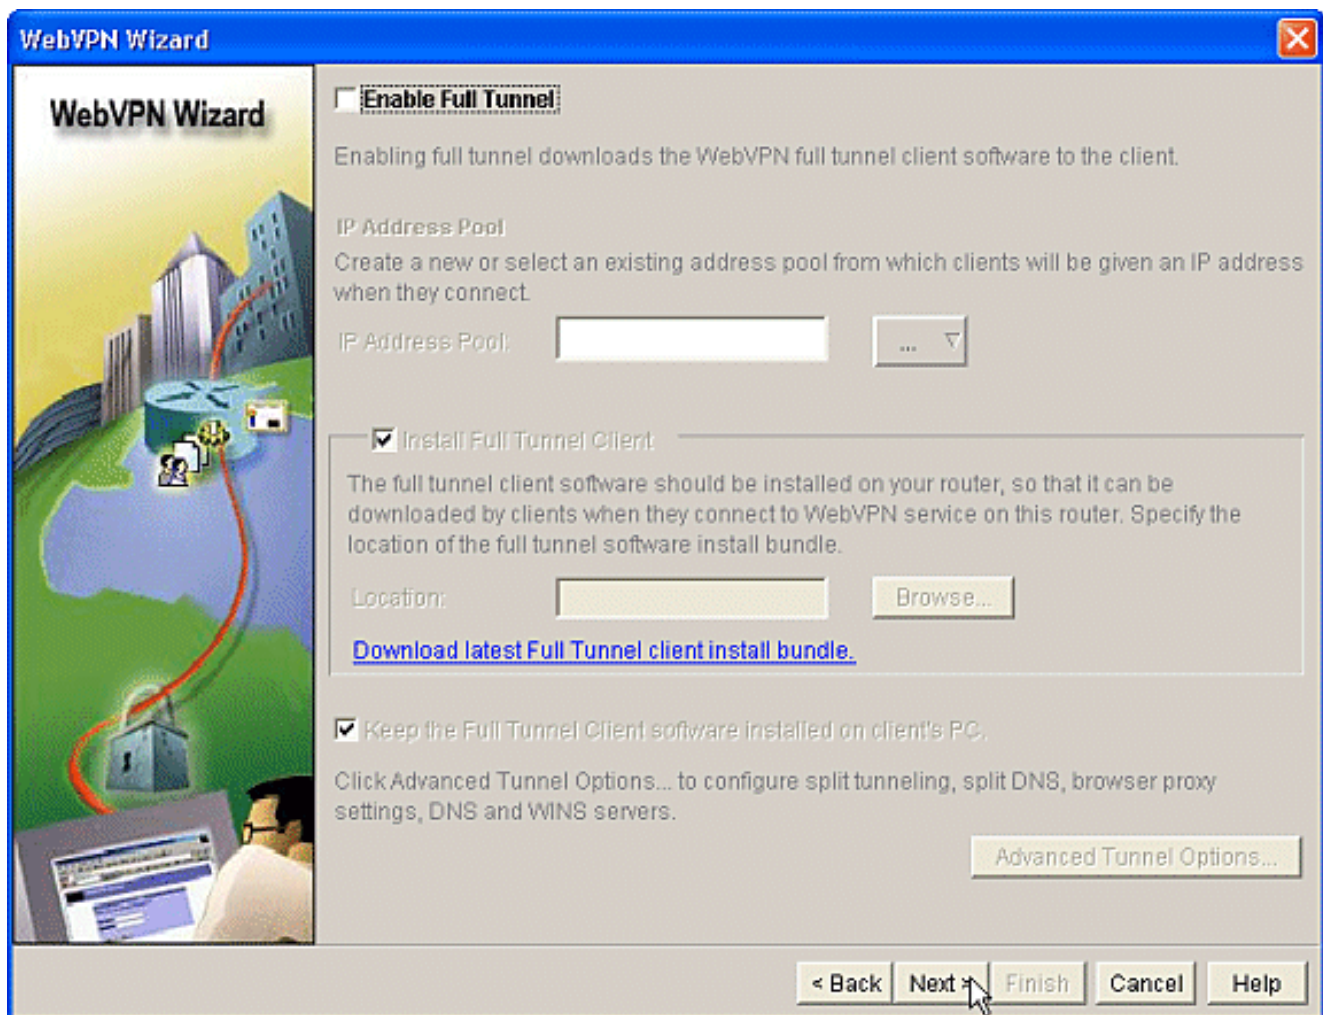 WebVPN Wizard
WebVPN Wizard
Enable Full Tunnel
Enabling full tunnel downloads the WebVPN full tunnel client software to the client.
IP Address Pool
Create a new or select an existing address pool from which clients will be given an IP address
when they connect.
IP Address Pool:
... 
Install Full Tunnel Client
The full tunnel client software should be installed on your router, so that it can be
downloaded by clients when they connect to WebVPN service on this router. Specify the
location of the full tunnel software install bundle.
Location:
Browse...
Download latest Full Tunnel client install bundle.
Keep the Full Tunnel Client software installed on client's PC.
Click Advanced Tunnel Options... to configure split tunneling, split DNS, browser proxy
settings, DNS and WINS servers.
Advanced Tunnel Options...
< Back Next > Finish Cancel Help